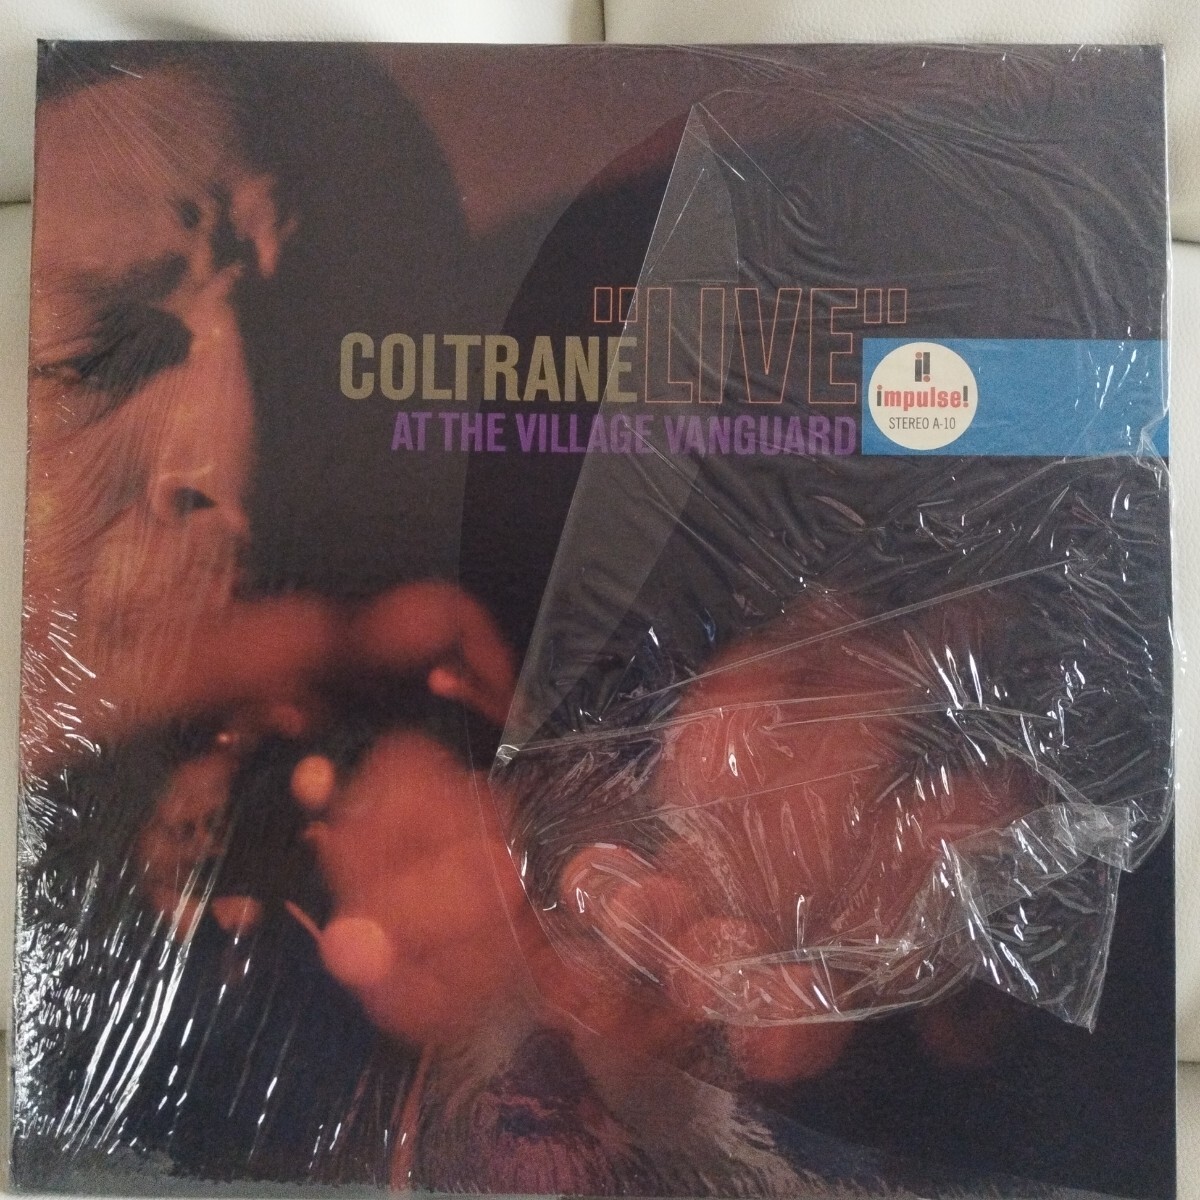 "LIVE"
COLTRANE
AT THE VILLAGE VANGUARD
i!
impulse!
STEREO A-10